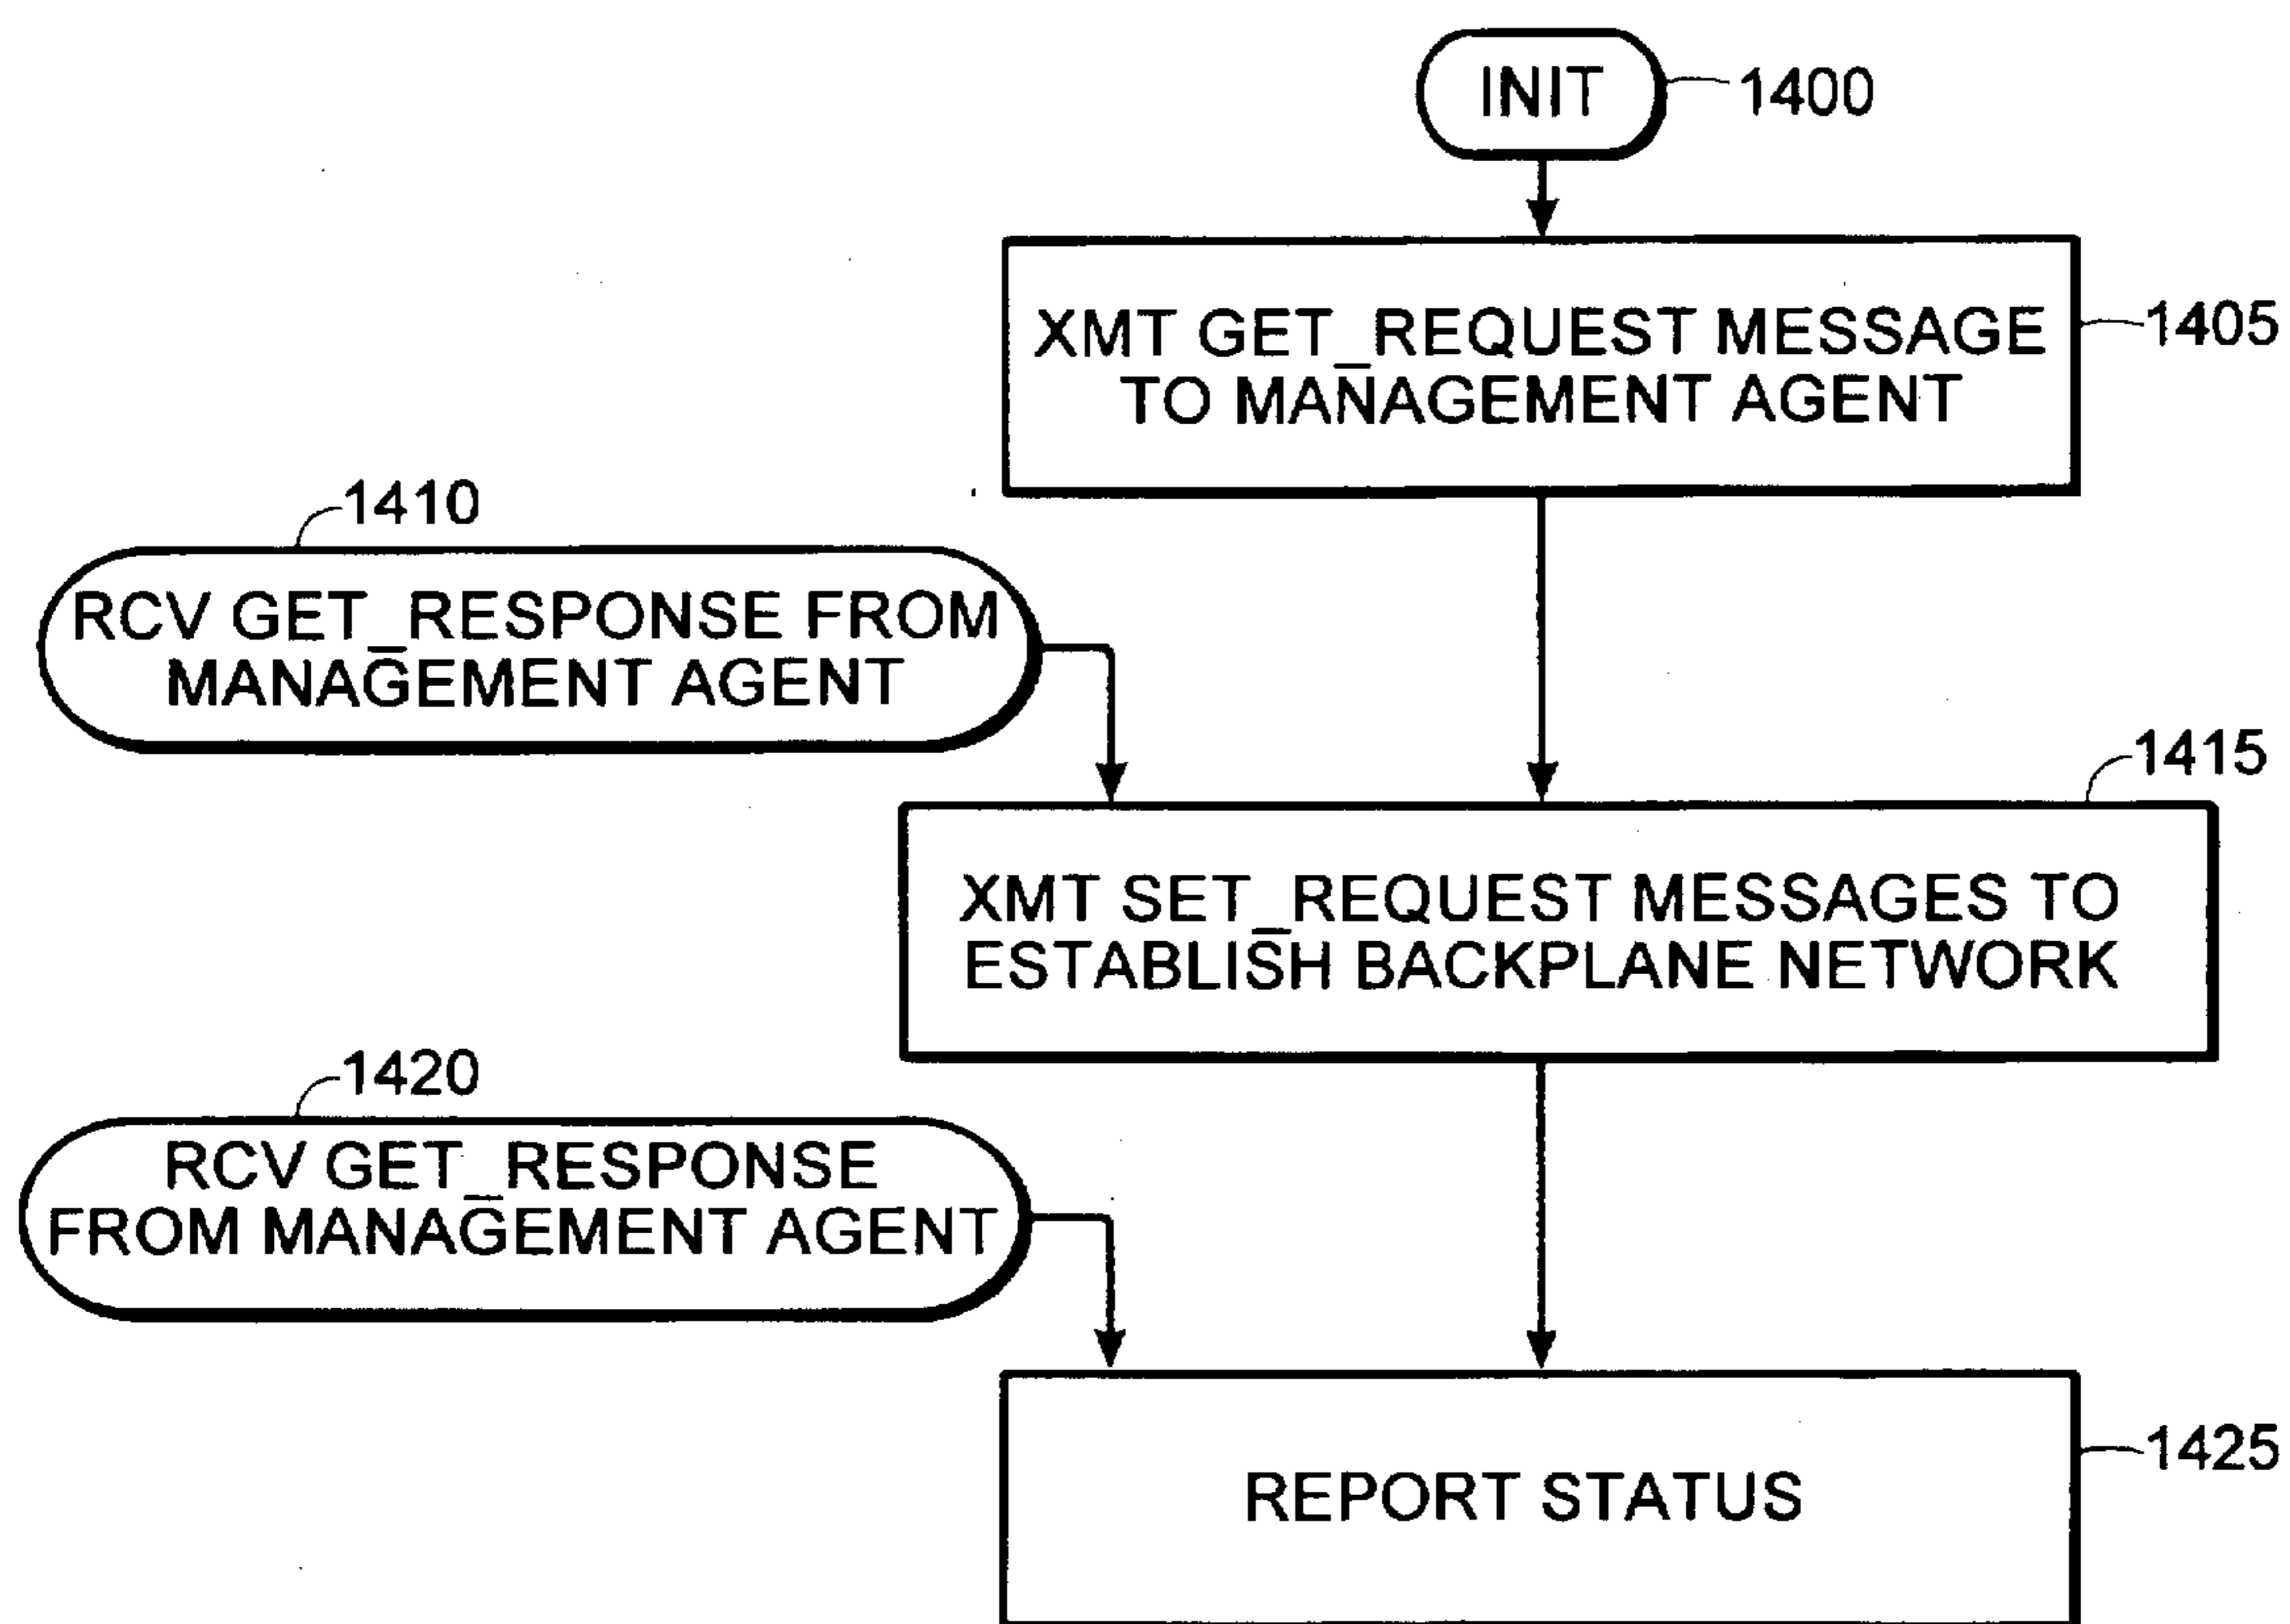 INIT
1400
XMT GET_REQUEST MESSAGE
TO MANAGEMENT AGENT
1405
1410
RCV GET_RESPONSE FROM
MANAGEMENT AGENT
1415
XMT SET_REQUEST MESSAGES TO
ESTABLISH BACKPLANE NETWORK
1420
RCV GET_RESPONSE
FROM MANAGEMENT AGENT
1425
REPORT STATUS